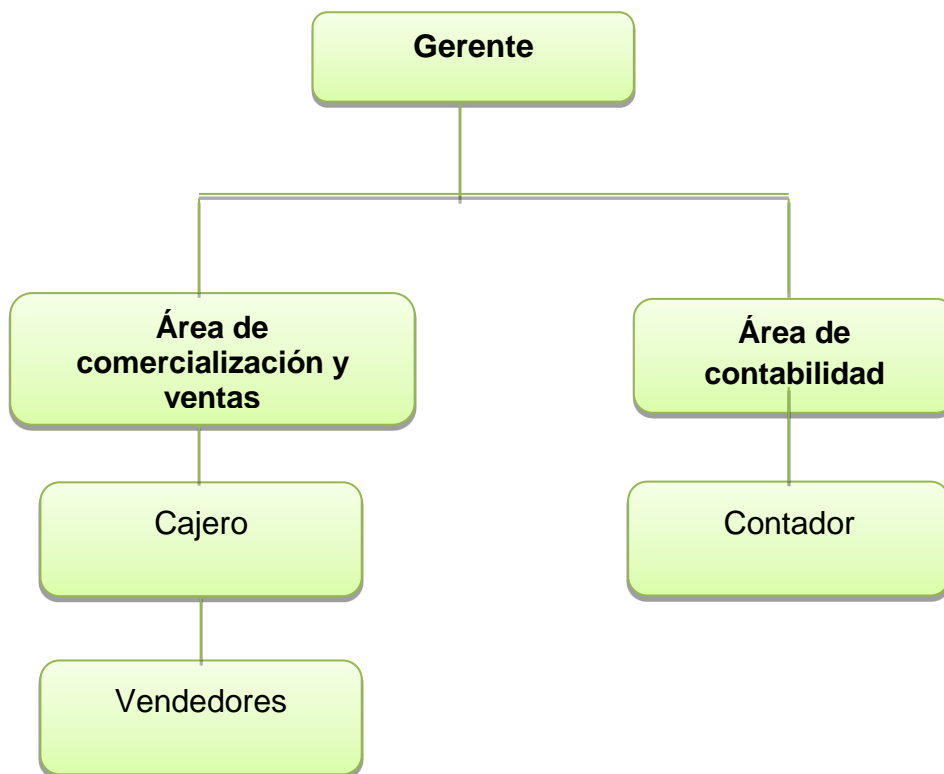 Gerente
Área de
comercialización y
ventas
Área de
contabilidad
Cajero
Contador
Vendedores